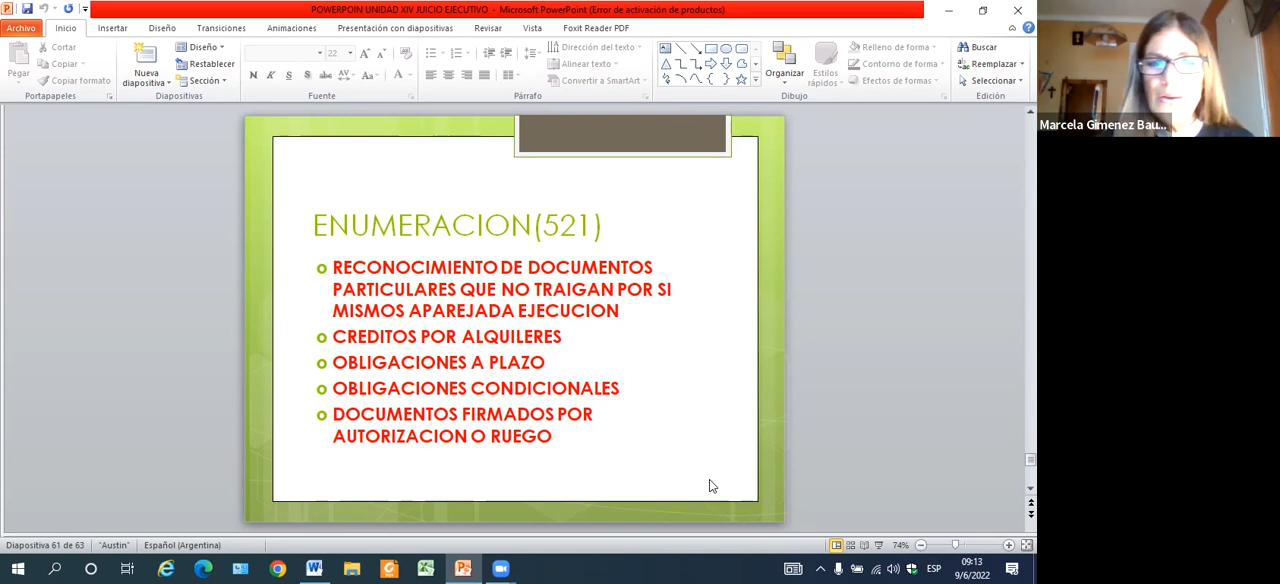 POWERPOIN UNIDAD XIV JUICIO EJECUTIVO - Microsoft PowerPoint (Error de activación de productos)
Archivo Inicio Insertar Diseño Transiciones Animaciones Presentación con diapositivas Revisar Vista Foxit Reader PDF
Pegar
Cortar
Copiar
Copiar formato
Portapapeles
Nueva diapositiva
Diseño
Restablecer
Sección
Diapositivas
22
N K S S abc AV Aa A
Fuente
Dirección del texto
Alinear texto
Convertir a SmartArt
Párrafo
Organizar
Estilos rápidos
Relleno de forma
Contorno de forma
Efectos de formas
Dibujo
Buscar
Reemplazar
Seleccionar
Edición
Marcela Gimenez Bau...
ENUMERACION(521)
RECONOCIMIENTO DE DOCUMENTOS
PARTICULARES QUE NO TRAIGAN POR SI
MISMOS APAREJADA EJECUCION
CREDITOS POR ALQUILERES
OBLIGACIONES A PLAZO
OBLIGACIONES CONDICIONALES
DOCUMENTOS FIRMADOS POR
AUTORIZACION O RUEGO
Diapositiva 61 de 63 "Austin" Español (Argentina) 74%
ESP
09:13
9/6/2022